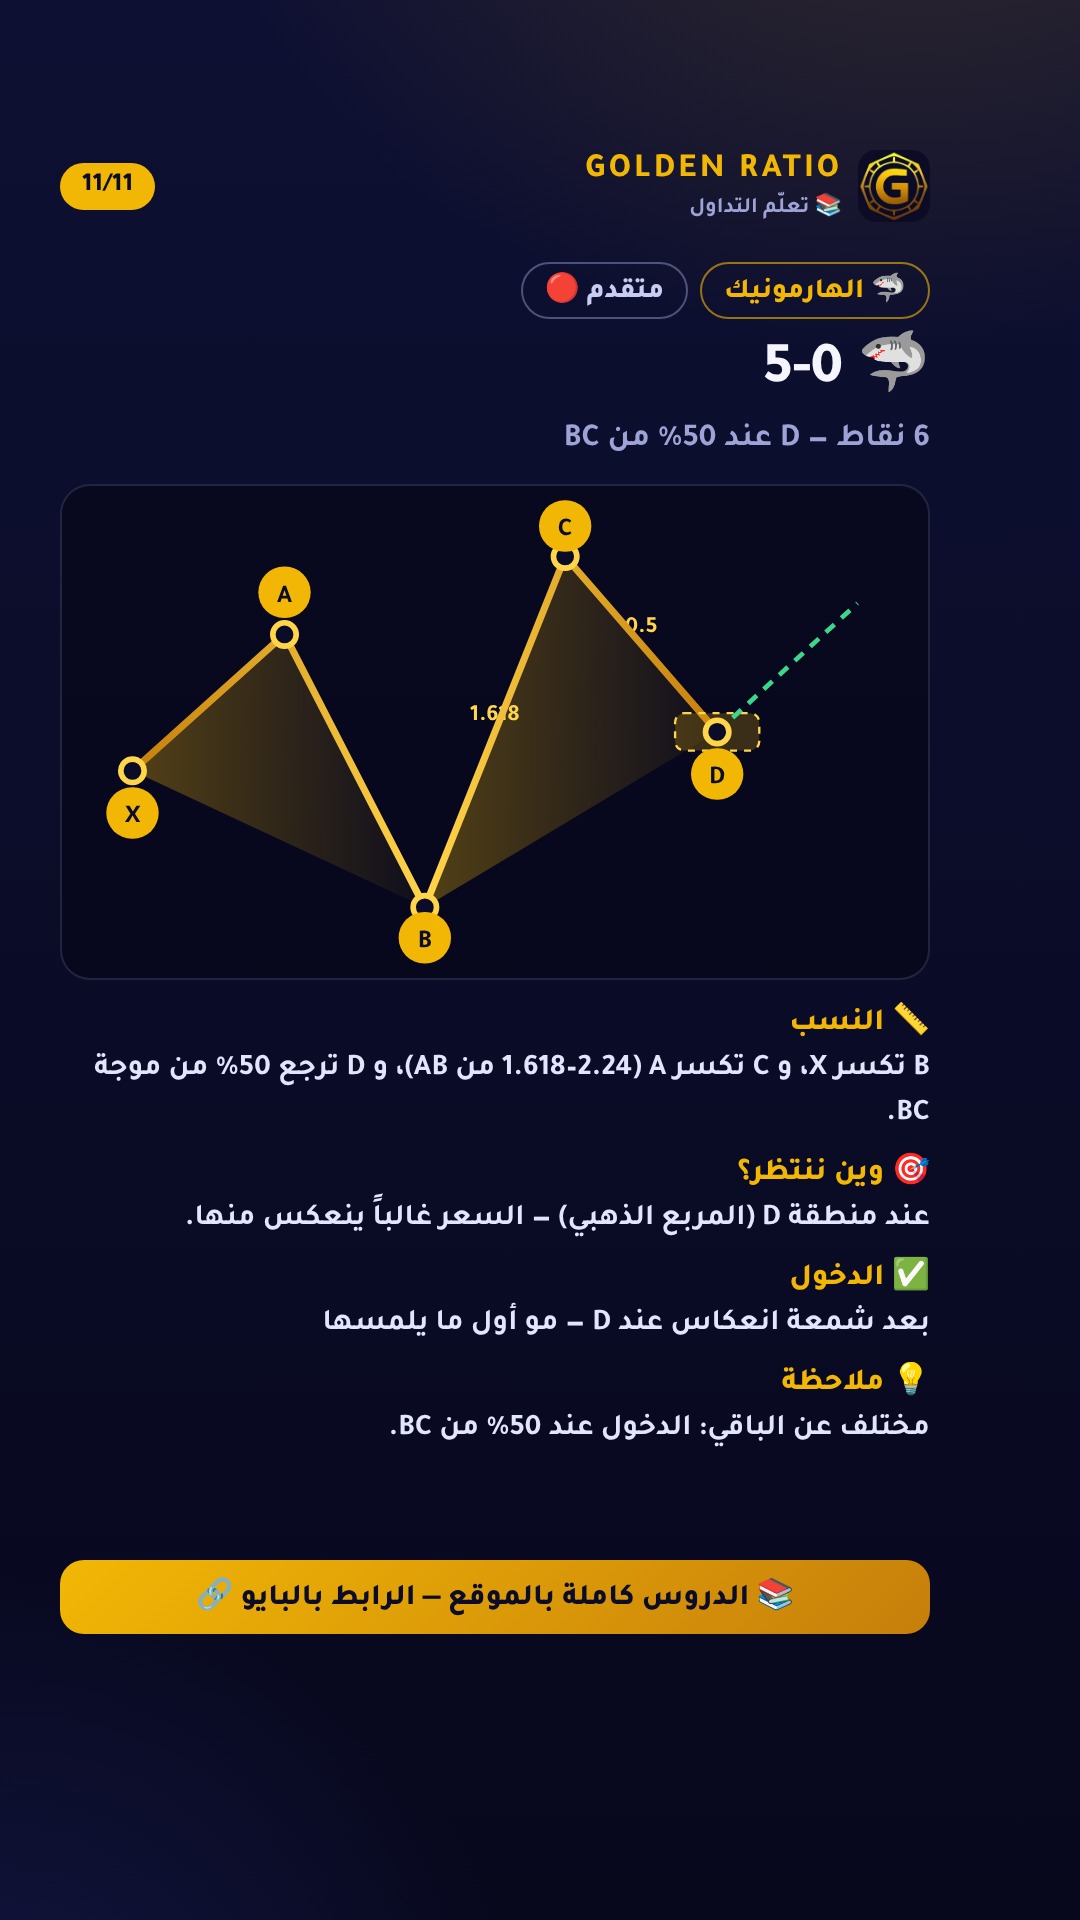 GOLDEN RATIO
📚 تعلّم التداول
11/11
🦈 الهارمونيك
متقدم 🔴
🦈 5-0
6 نقاط – D عند 50% من BC
C
A
0.5
1.618
D
X
B
📏 النسب
B تكسر X، و C تكسر A (1.618-2.24 من AB)، و D ترجع 50% من موجة
BC.
🎯 وين ننتظر؟
عند منطقة D (المربع الذهبي) – السعر غالباً ينعكس منها.
✅ الدخول
بعد شمعة انعكاس عند D – مو أول ما يلمسها
💡 ملاحظة
مختلف عن الباقي: الدخول عند 50% من BC.
📚 الدروس كاملة بالموقع – الرابط بالبايو 🔗